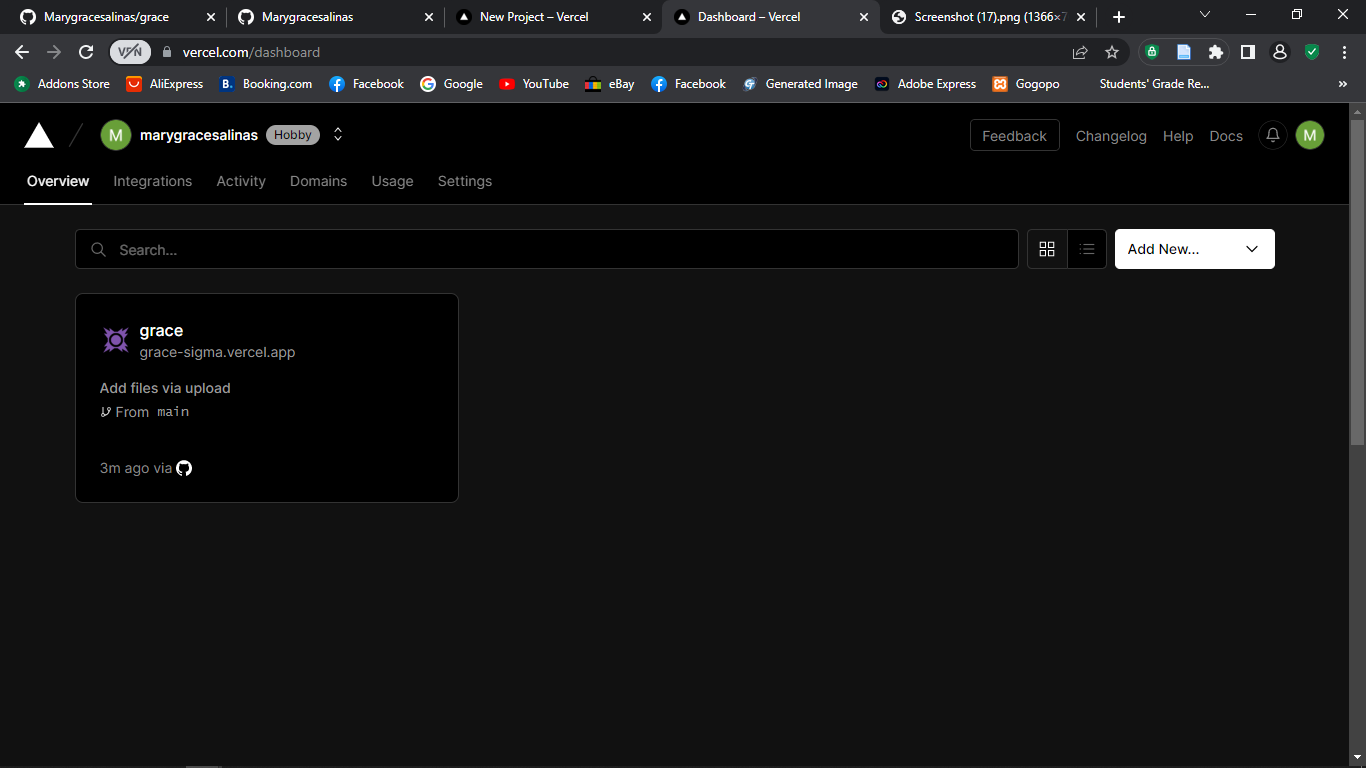 Marygracesalinas/grace
Marygracesalinas
New Project – Vercel
Dashboard – Vercel
Screenshot (17).png (1366×7
VPN
vercel.com/dashboard
Addons Store
AliExpress
B.
Booking.com
Facebook
Google
YouTube
eBay
Facebook
Generated Image
Adobe Express
Gogopo
Students' Grade Re...
»
M
marygracesalinas
Hobby
Feedback
Changelog
Help
Docs
M
Overview
Integrations
Activity
Domains
Usage
Settings
Search...
Add New...
grace
grace-sigma.vercel.app
Add files via upload
From main
3m ago via